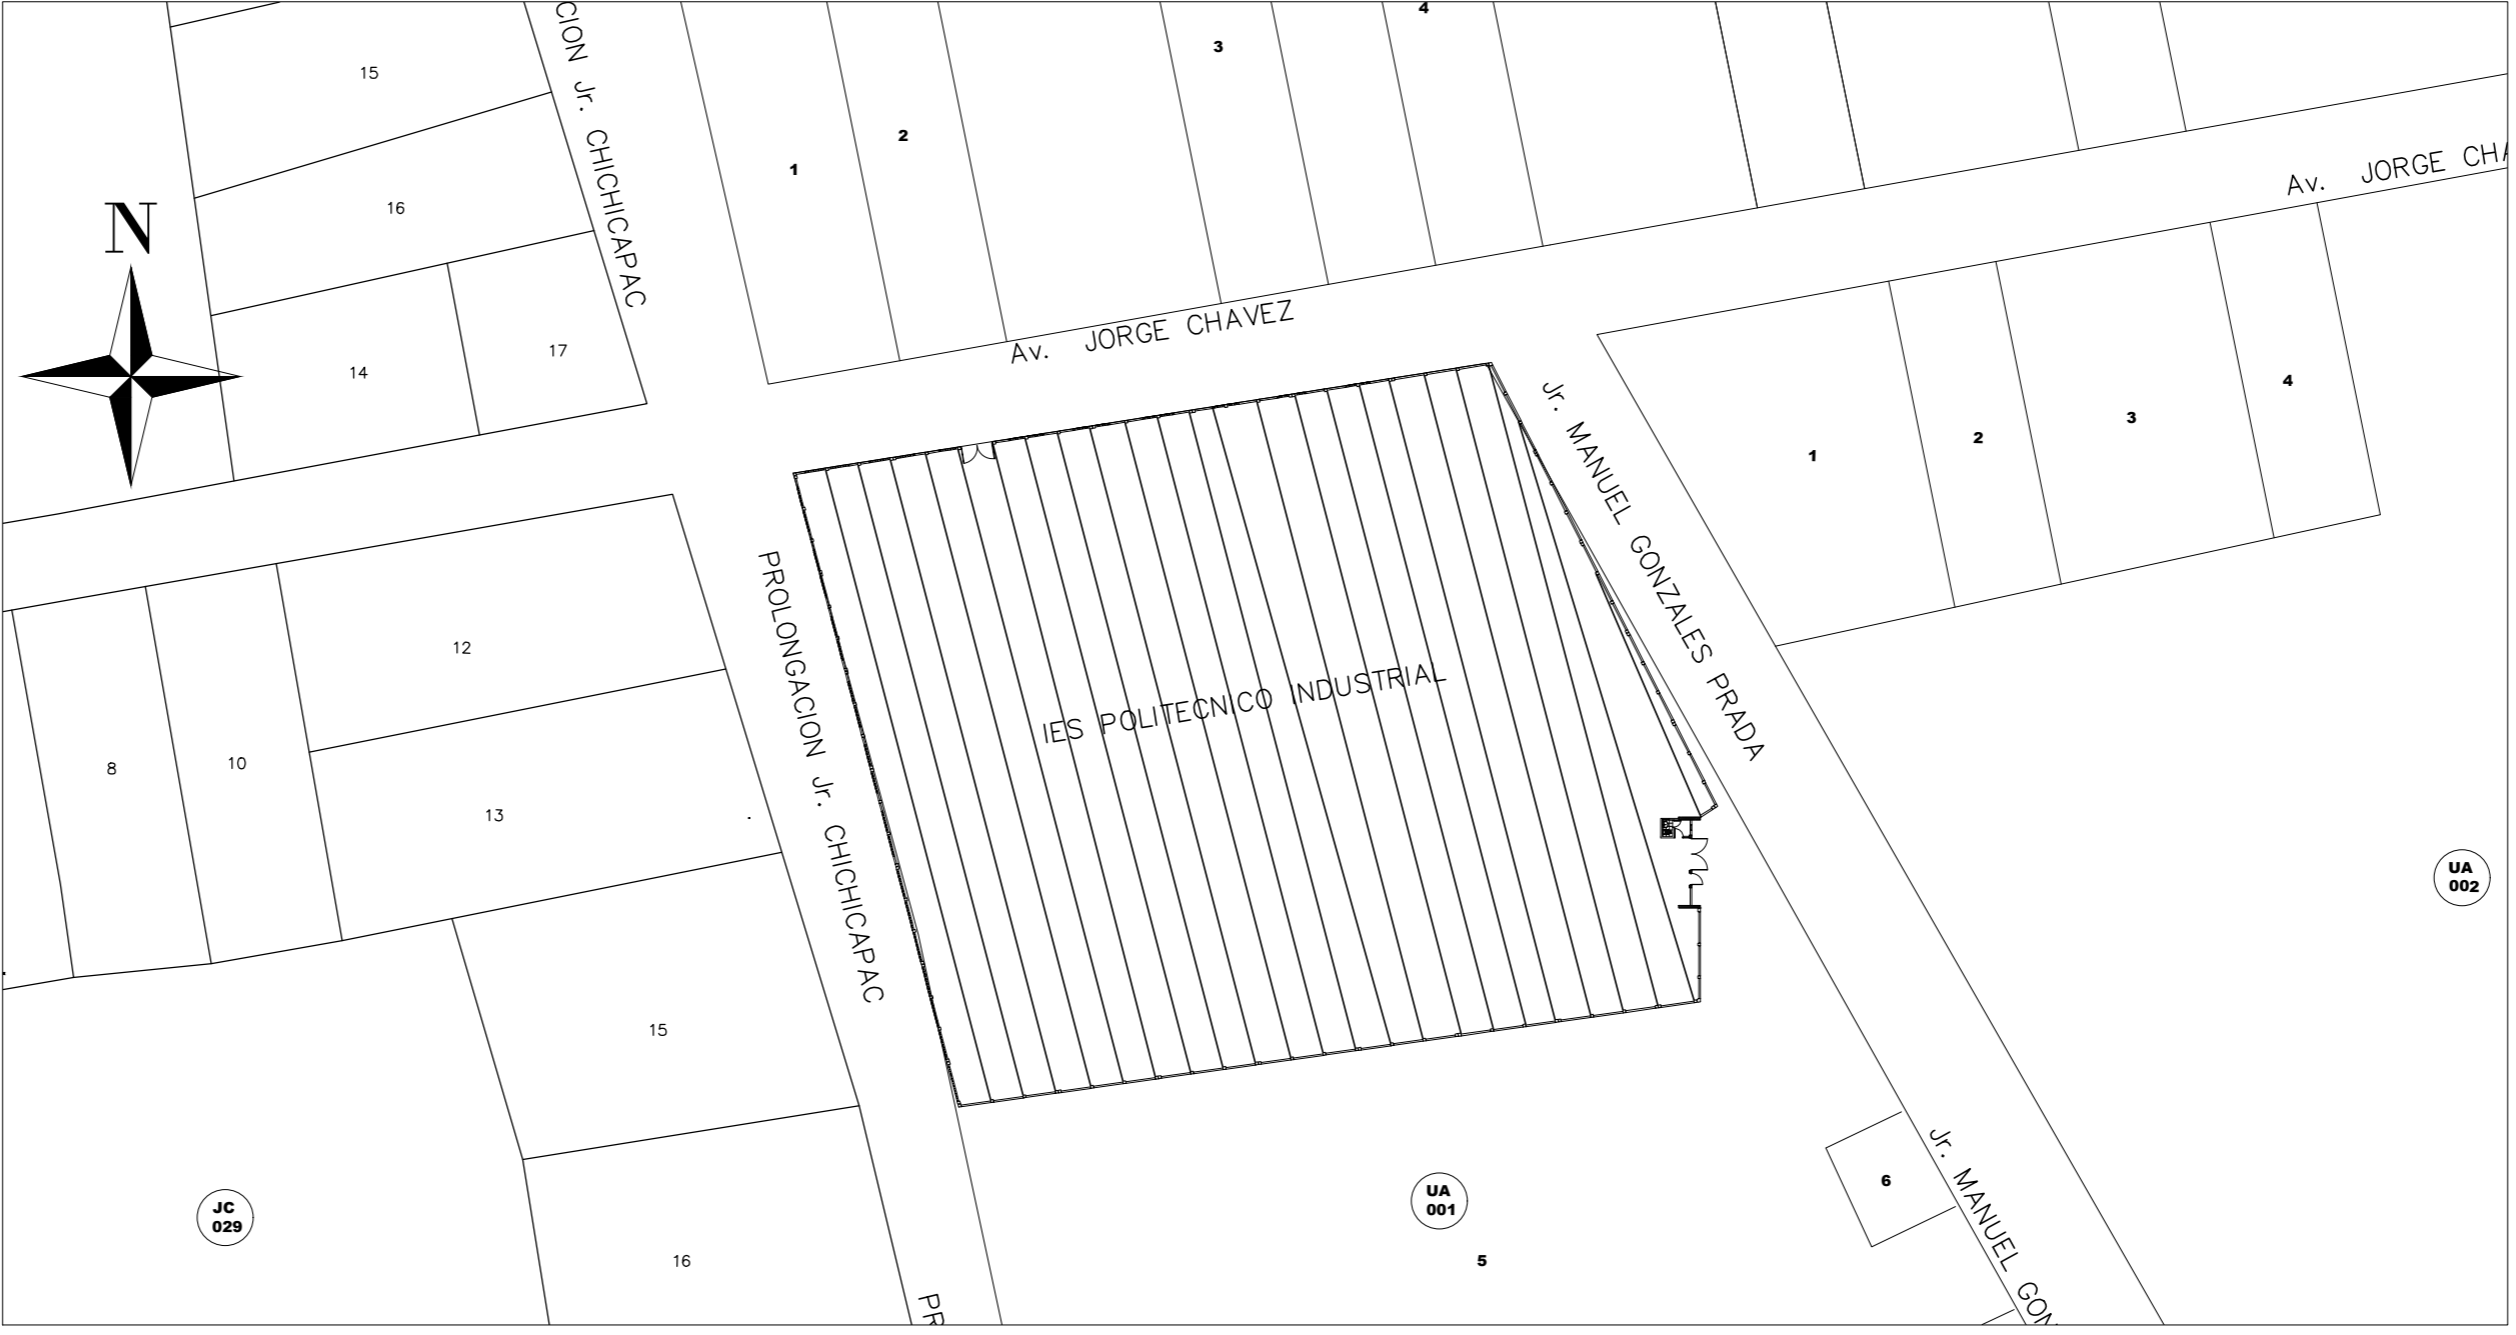 4
3
15
CION Jr. CHICHICAPAC
2
1
Av. JORGE CHA
16
N
Av. JORGE CHAVEZ
17
14
4
3
2
1
Jr. MANUEL GONZALES PRADA
PROLONGACION Jr. CHICHICAPAC
12
IES POLITECNICO INDUSTRIAL
8
10
13
UA
002
15
JC
029
UA
001
6
5
16
Jr. MANUEL GON
PR